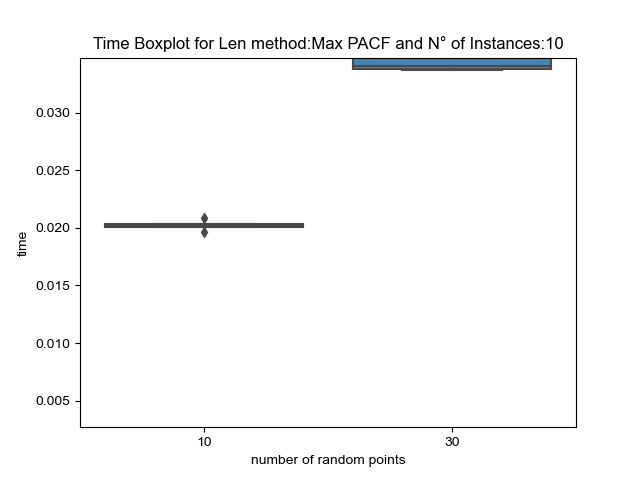 Time Boxplot for Len method:Max PACF and N° of Instances:10
0.030
0.025
0.020
0.015
0.010
0.005
time
10
30
number of random points